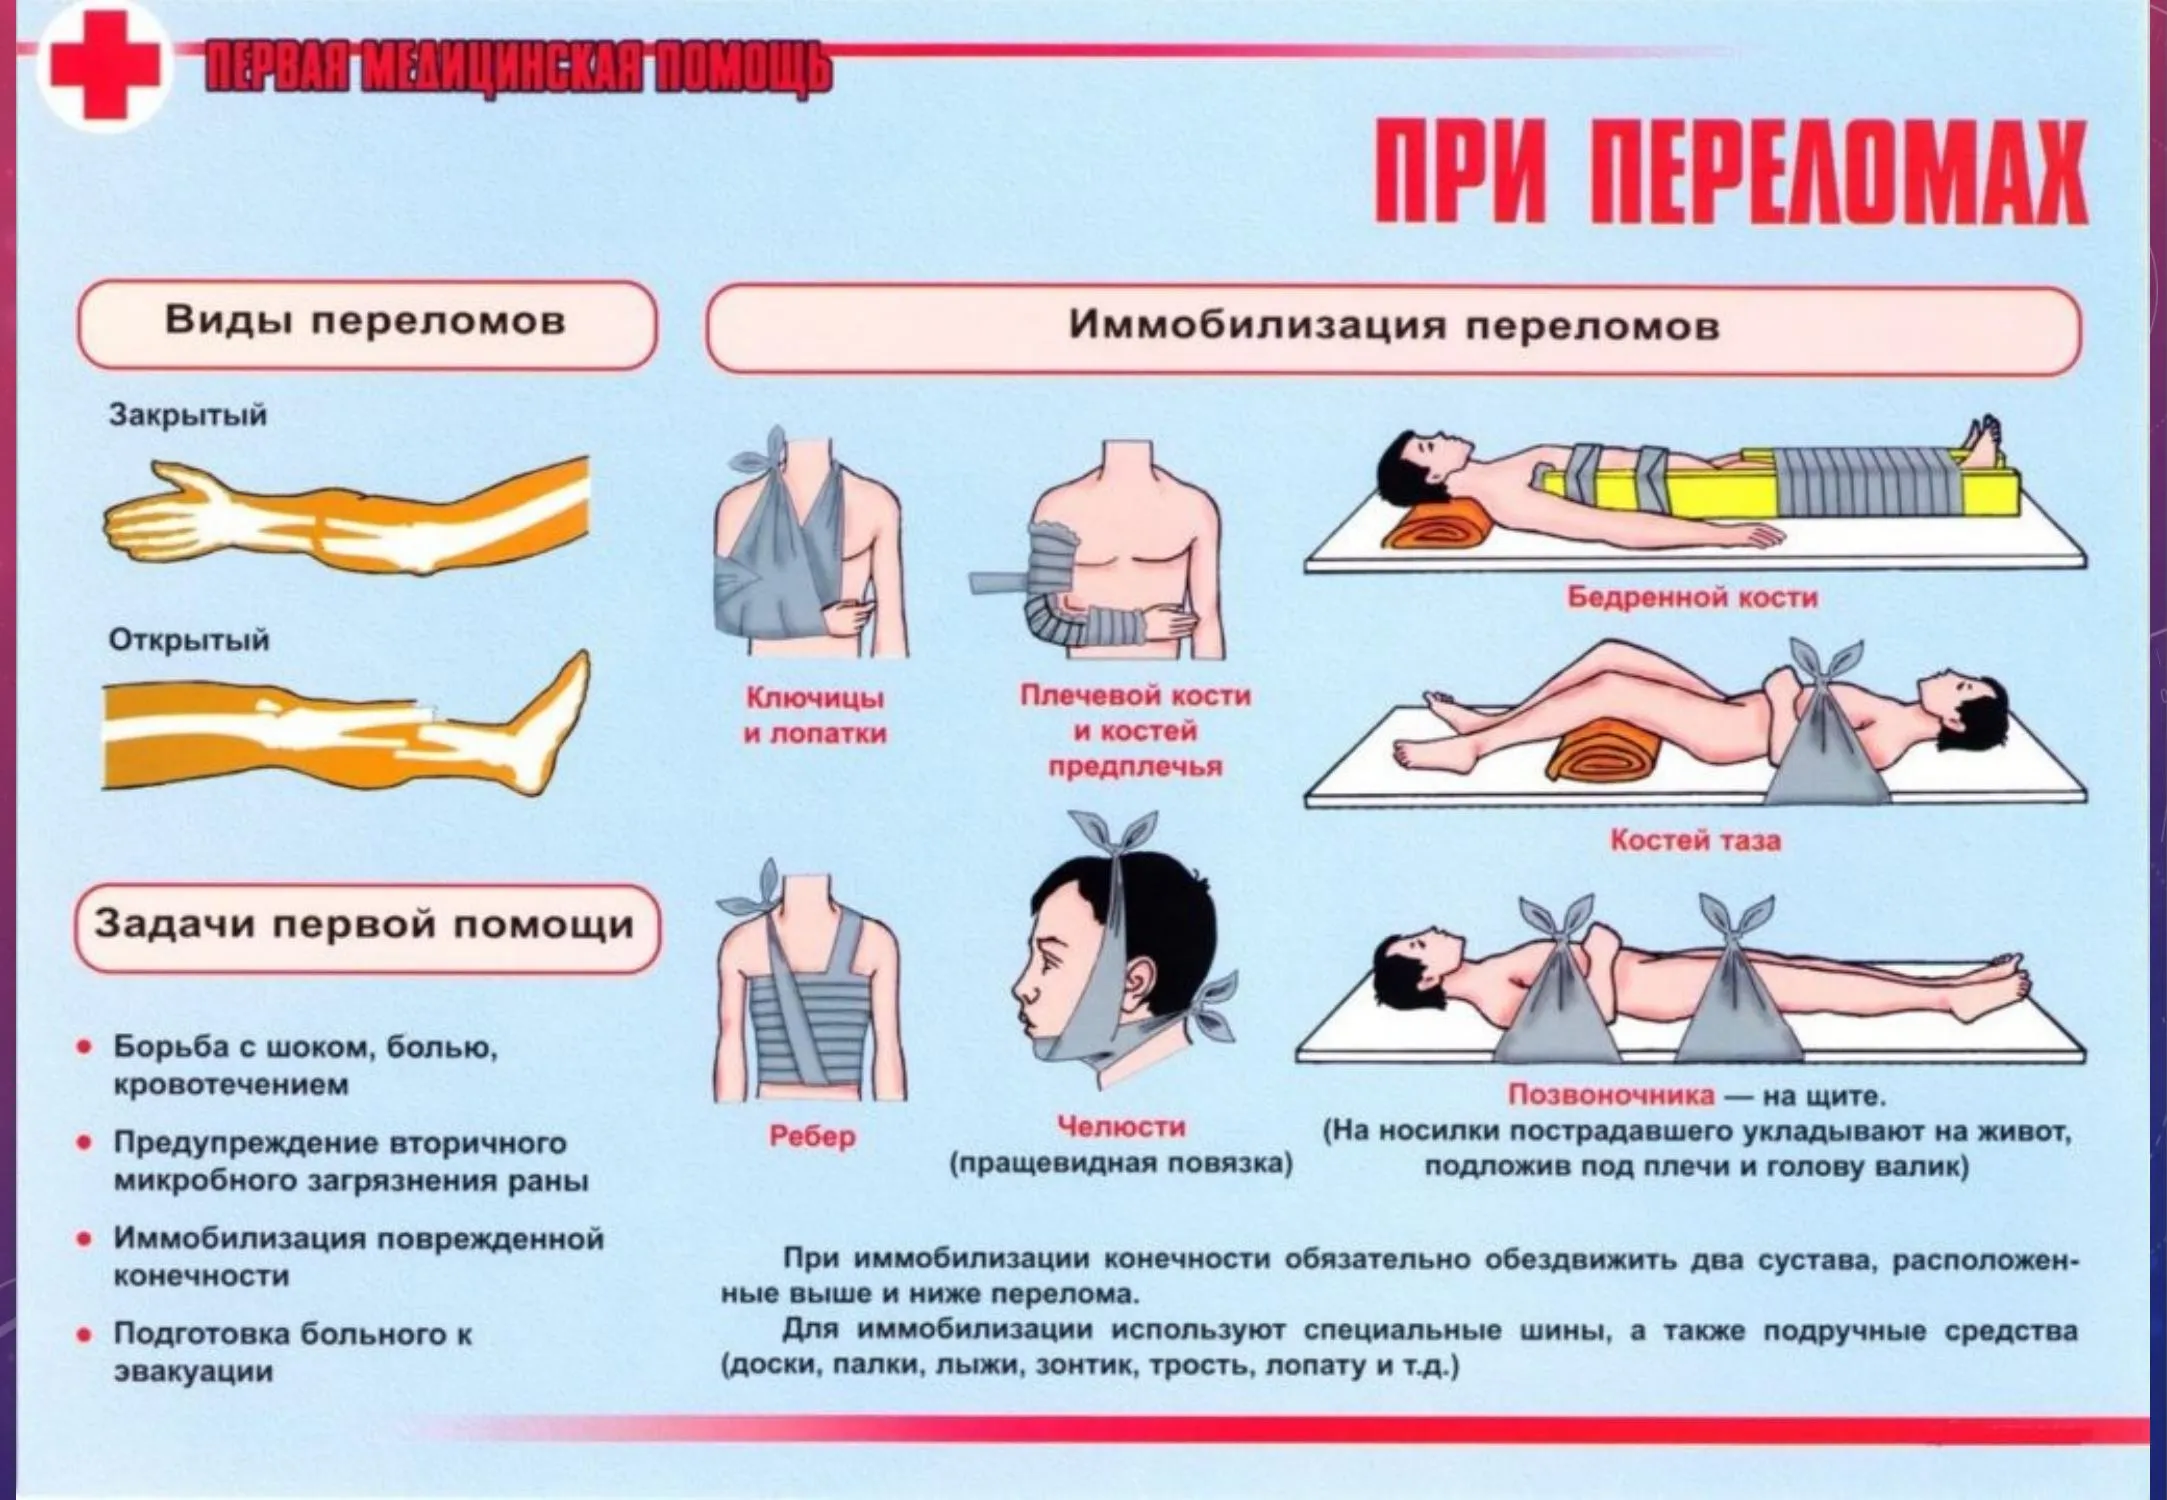 ПЕРВАЯ МЕДИЦИНСКАЯ ПОМОЩЬ
ПРИ ПЕРЕЛОМАХ
Виды переломов
Закрытый
Открытый
Задачи первой помощи
• Борьба с шоком, болью,
кровотечением
• Предупреждение вторичного
микробного загрязнения раны
• Иммобилизация поврежденной
конечности
• Подготовка больного к
эвакуации
Иммобилизация переломов
Ключицы
и лопатки
Плечевой кости
и костей
предплечья
Бедренной кости
Костей таза
Ребер
Челюсти
(пращевидная повязка)
Позвоночника — на щите.
(На носилки пострадавшего укладывают на живот,
подложив под плечи и голову валик)
При иммобилизации конечности обязательно обездвижить два сустава, расположен-
ные выше и ниже перелома.
Для иммобилизации используют специальные шины, а также подручные средства
(доски, палки, лыжи, зонтик, трость, лопату и т.д.)